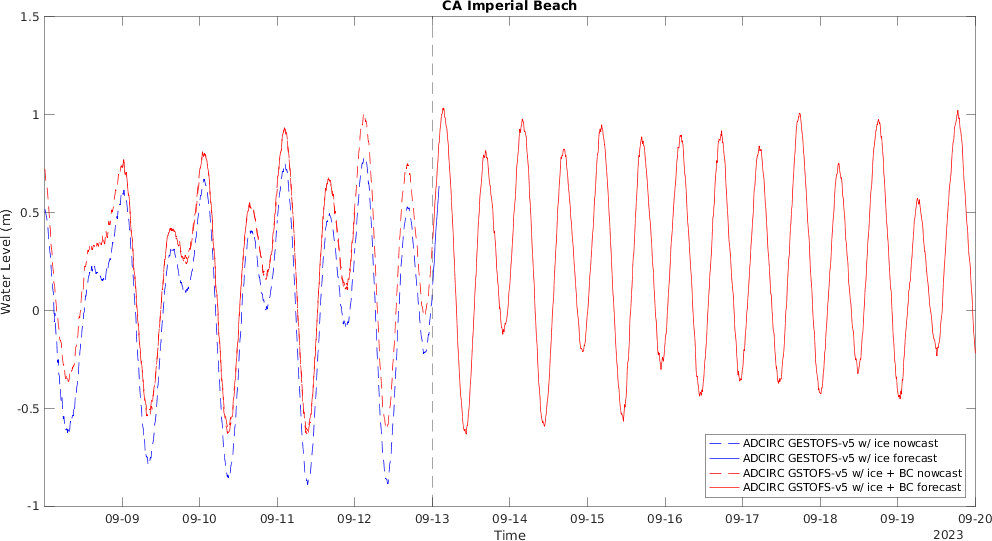 CA Imperial Beach
1.5
1
0.5
0
-0.5
-1
Water Level (m)
ADCIRC GESTOFS-v5 w/ ice nowcast
ADCIRC GESTOFS-v5 w/ ice forecast
ADCIRC GSTOFS-v5 w/ ice + BC nowcast
ADCIRC GSTOFS-v5 w/ ice + BC forecast
09-09 09-10 09-11 09-12 09-13 09-14 09-15 09-16 09-17 09-18 09-19 09-20
Time
2023